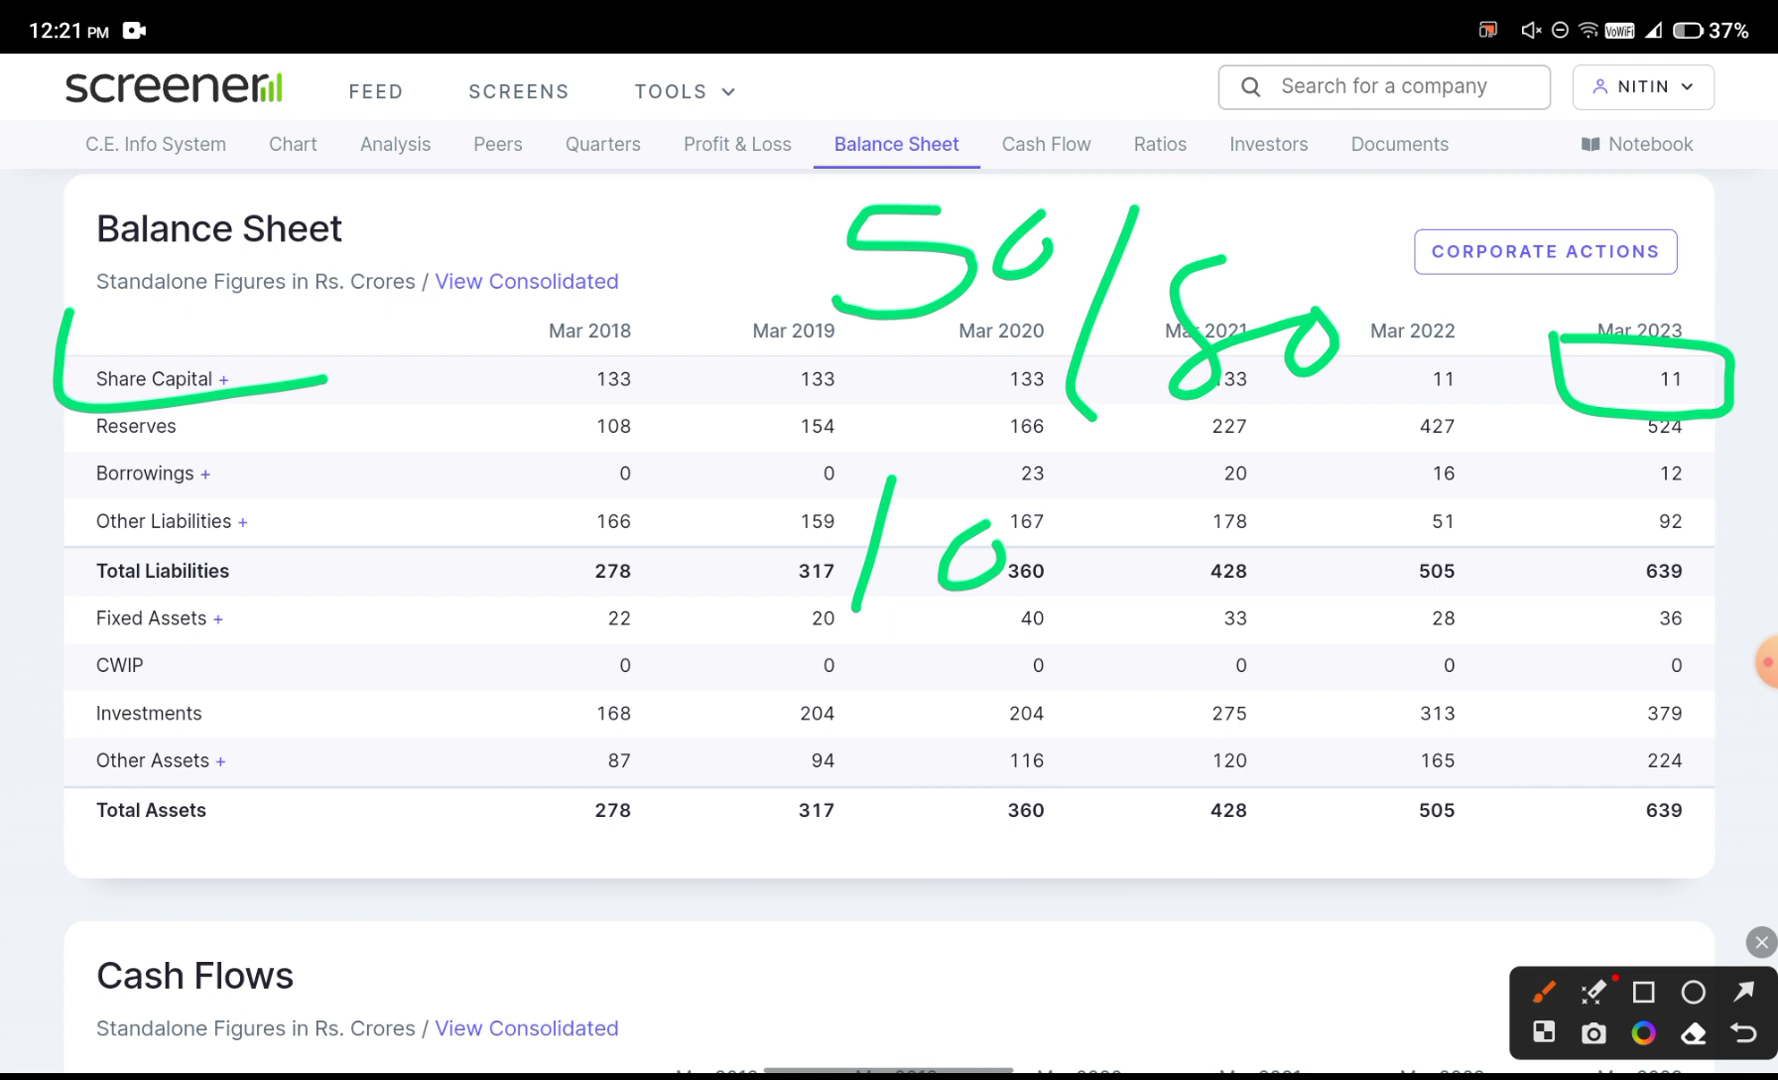 12:21 PM VoWiFi 37%
screener FEED SCREENS TOOLS Search for a company NITIN
C.E. Info System Chart Analysis Peers Quarters Profit & Loss Balance Sheet Cash Flow Ratios Investors Documents Notebook
Balance Sheet
CORPORATE ACTIONS
Standalone Figures in Rs. Crores / View Consolidated
50/80
Mar 2018 Mar 2019 Mar 2020 Mar 2021 Mar 2022 Mar 2023
Share Capital + 133 133 133 133 11 11
Reserves 108 154 166 227 427 524
Borrowings + 0 0 23 20 16 12
Other Liabilities + 166 159 167 178 51 92
10
Total Liabilities 278 317 360 428 505 639
Fixed Assets + 22 20 40 33 28 36
CWIP 0 0 0 0 0 0
Investments 168 204 204 275 313 379
Other Assets + 87 94 116 120 165 224
Total Assets 278 317 360 428 505 639
Cash Flows
Standalone Figures in Rs. Crores / View Consolidated